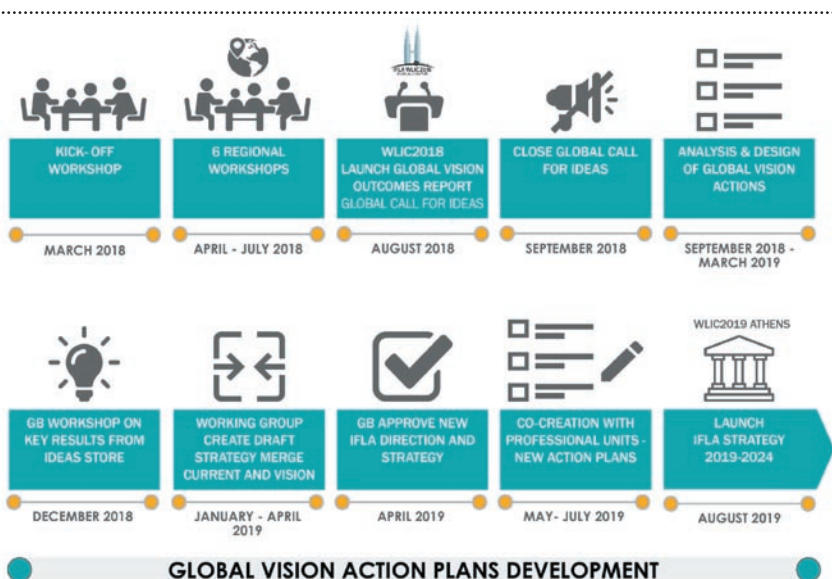 KICK- OFF
WORKSHOP
MARCH 2018
6 REGIONAL
WORKSHOPS
APRIL - JULY 2018
WLIC2018
LAUNCH GLOBAL VISION
OUTCOMES REPORT
GLOBAL CALL FOR IDEAS
AUGUST 2018
CLOSE GLOBAL CALL
FOR IDEAS
SEPTEMBER 2018
ANALYSIS & DESIGN
OF GLOBAL VISION
ACTIONS
SEPTEMBER 2018 -
MARCH 2019
GB WORKSHOP ON
KEY RESULTS FROM
IDEAS STORE
DECEMBER 2018
WORKING GROUP
CREATE DRAFT
STRATEGY MERGE
CURRENT AND VISION
JANUARY - APRIL
2019
GB APPROVE NEW
IFLA DIRECTION AND
STRATEGY
APRIL 2019
CO-CREATION WITH
PROFESSIONAL UNITS -
NEW ACTION PLANS
MAY- JULY 2019
WLIC2019 ATHENS
LAUNCH
IFLA STRATEGY
2019-2024
AUGUST 2019
GLOBAL VISION ACTION PLANS DEVELOPMENT